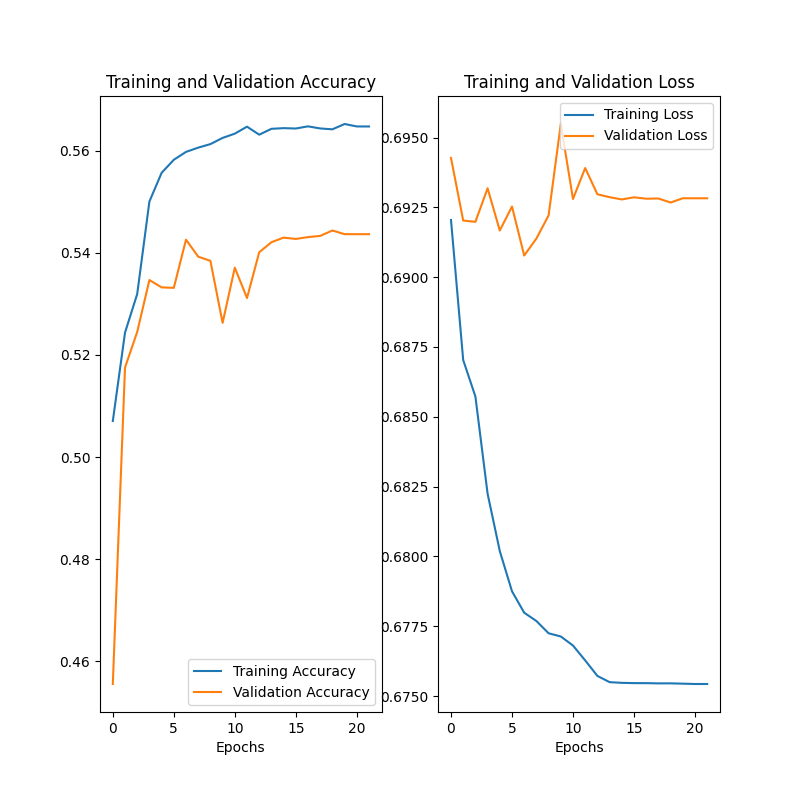 Training and Validation Accuracy
0.56
0.54
0.52
0.50
0.48
0.46
Training Accuracy
Validation Accuracy
0 5 10 15 20
Epochs
Training and Validation Loss
0.6950
0.6925
0.6900
0.6875
0.6850
0.6825
0.6800
0.6775
0.6750
Training Loss
Validation Loss
0 5 10 15 20
Epochs